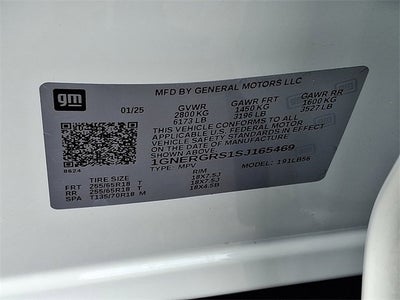 MFD BY GENERAL MOTORS LLC
gm
01/25
GVWR GAWR FRT GAWR RR
2800 KG 1450 KG 1600 KG
6173 LB 3196 LB 3527 LB
THIS VEHICLE CONFORMS TO ALL
APPLICABLE U.S. FEDERAL MOTOR
VEHICLE SAFETY STANDARDS IN EFFECT
ON THE DATE OF MANUFACTURE SHOWN ABOVE.
1GNERGRS1SJ165469
TYPE: MPV MODEL: 191LB56
8624
TIRE SIZE RIM
FRT 255/65R18 T 18X7.5J
RR 255/65R18 T 18X7.5J
SPA T135/70R18 M 18X4.5B